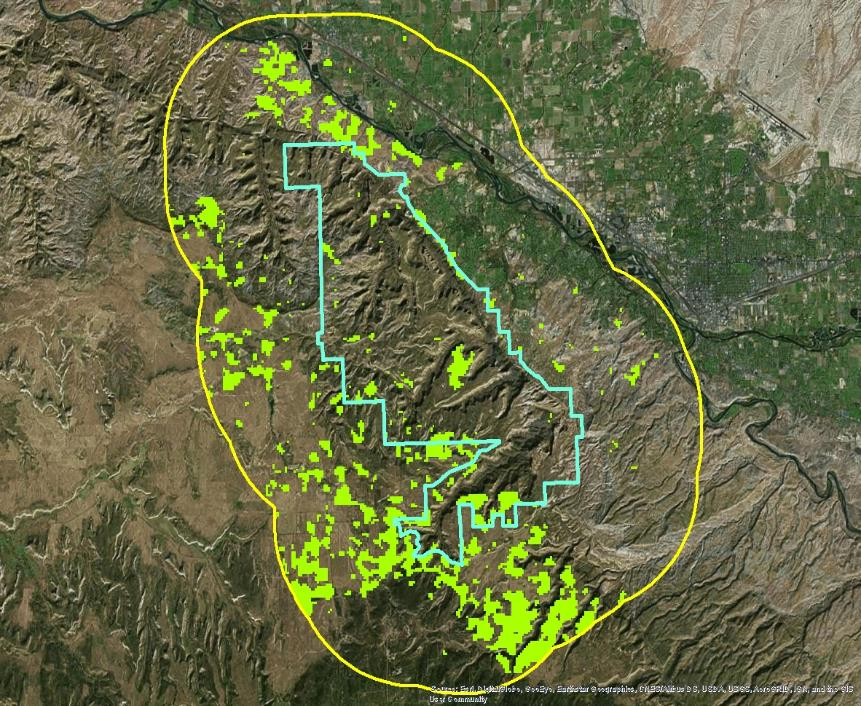 Source: Esri, DigitalGlobe, GeoEye, Earthstar Geographics, CNES/Airbus DS, USDA, USGS, AeroGRID, IGN, and the GIS
User Community